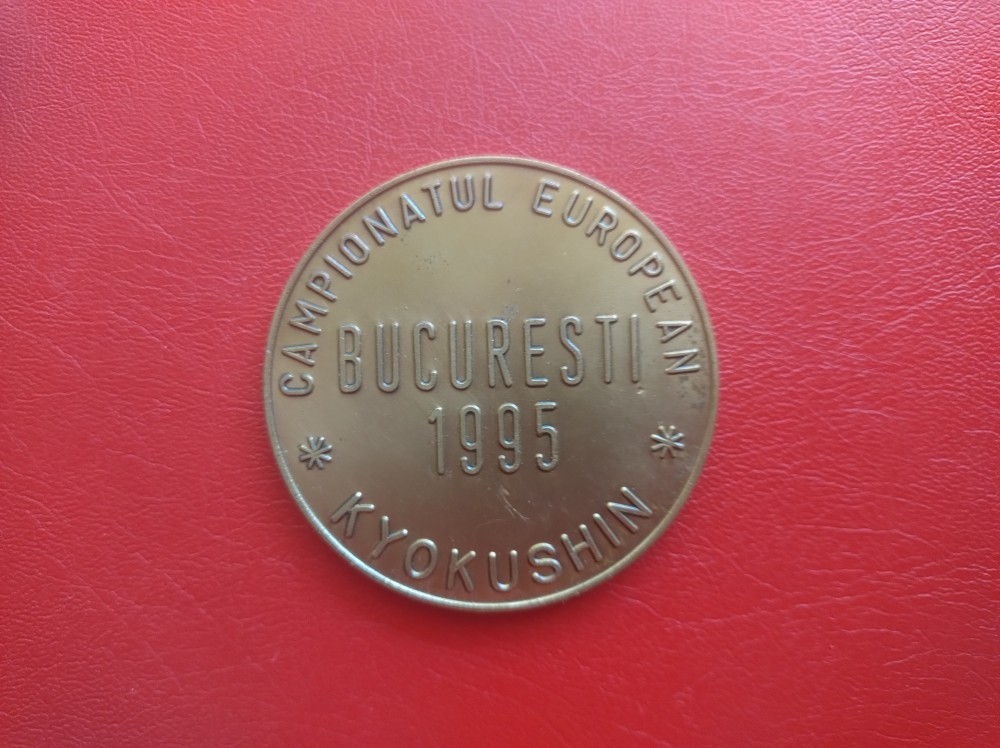 CAMPIONATUL EUROPEAN
BUCURESTI
1995
* KYOKUSHIN *